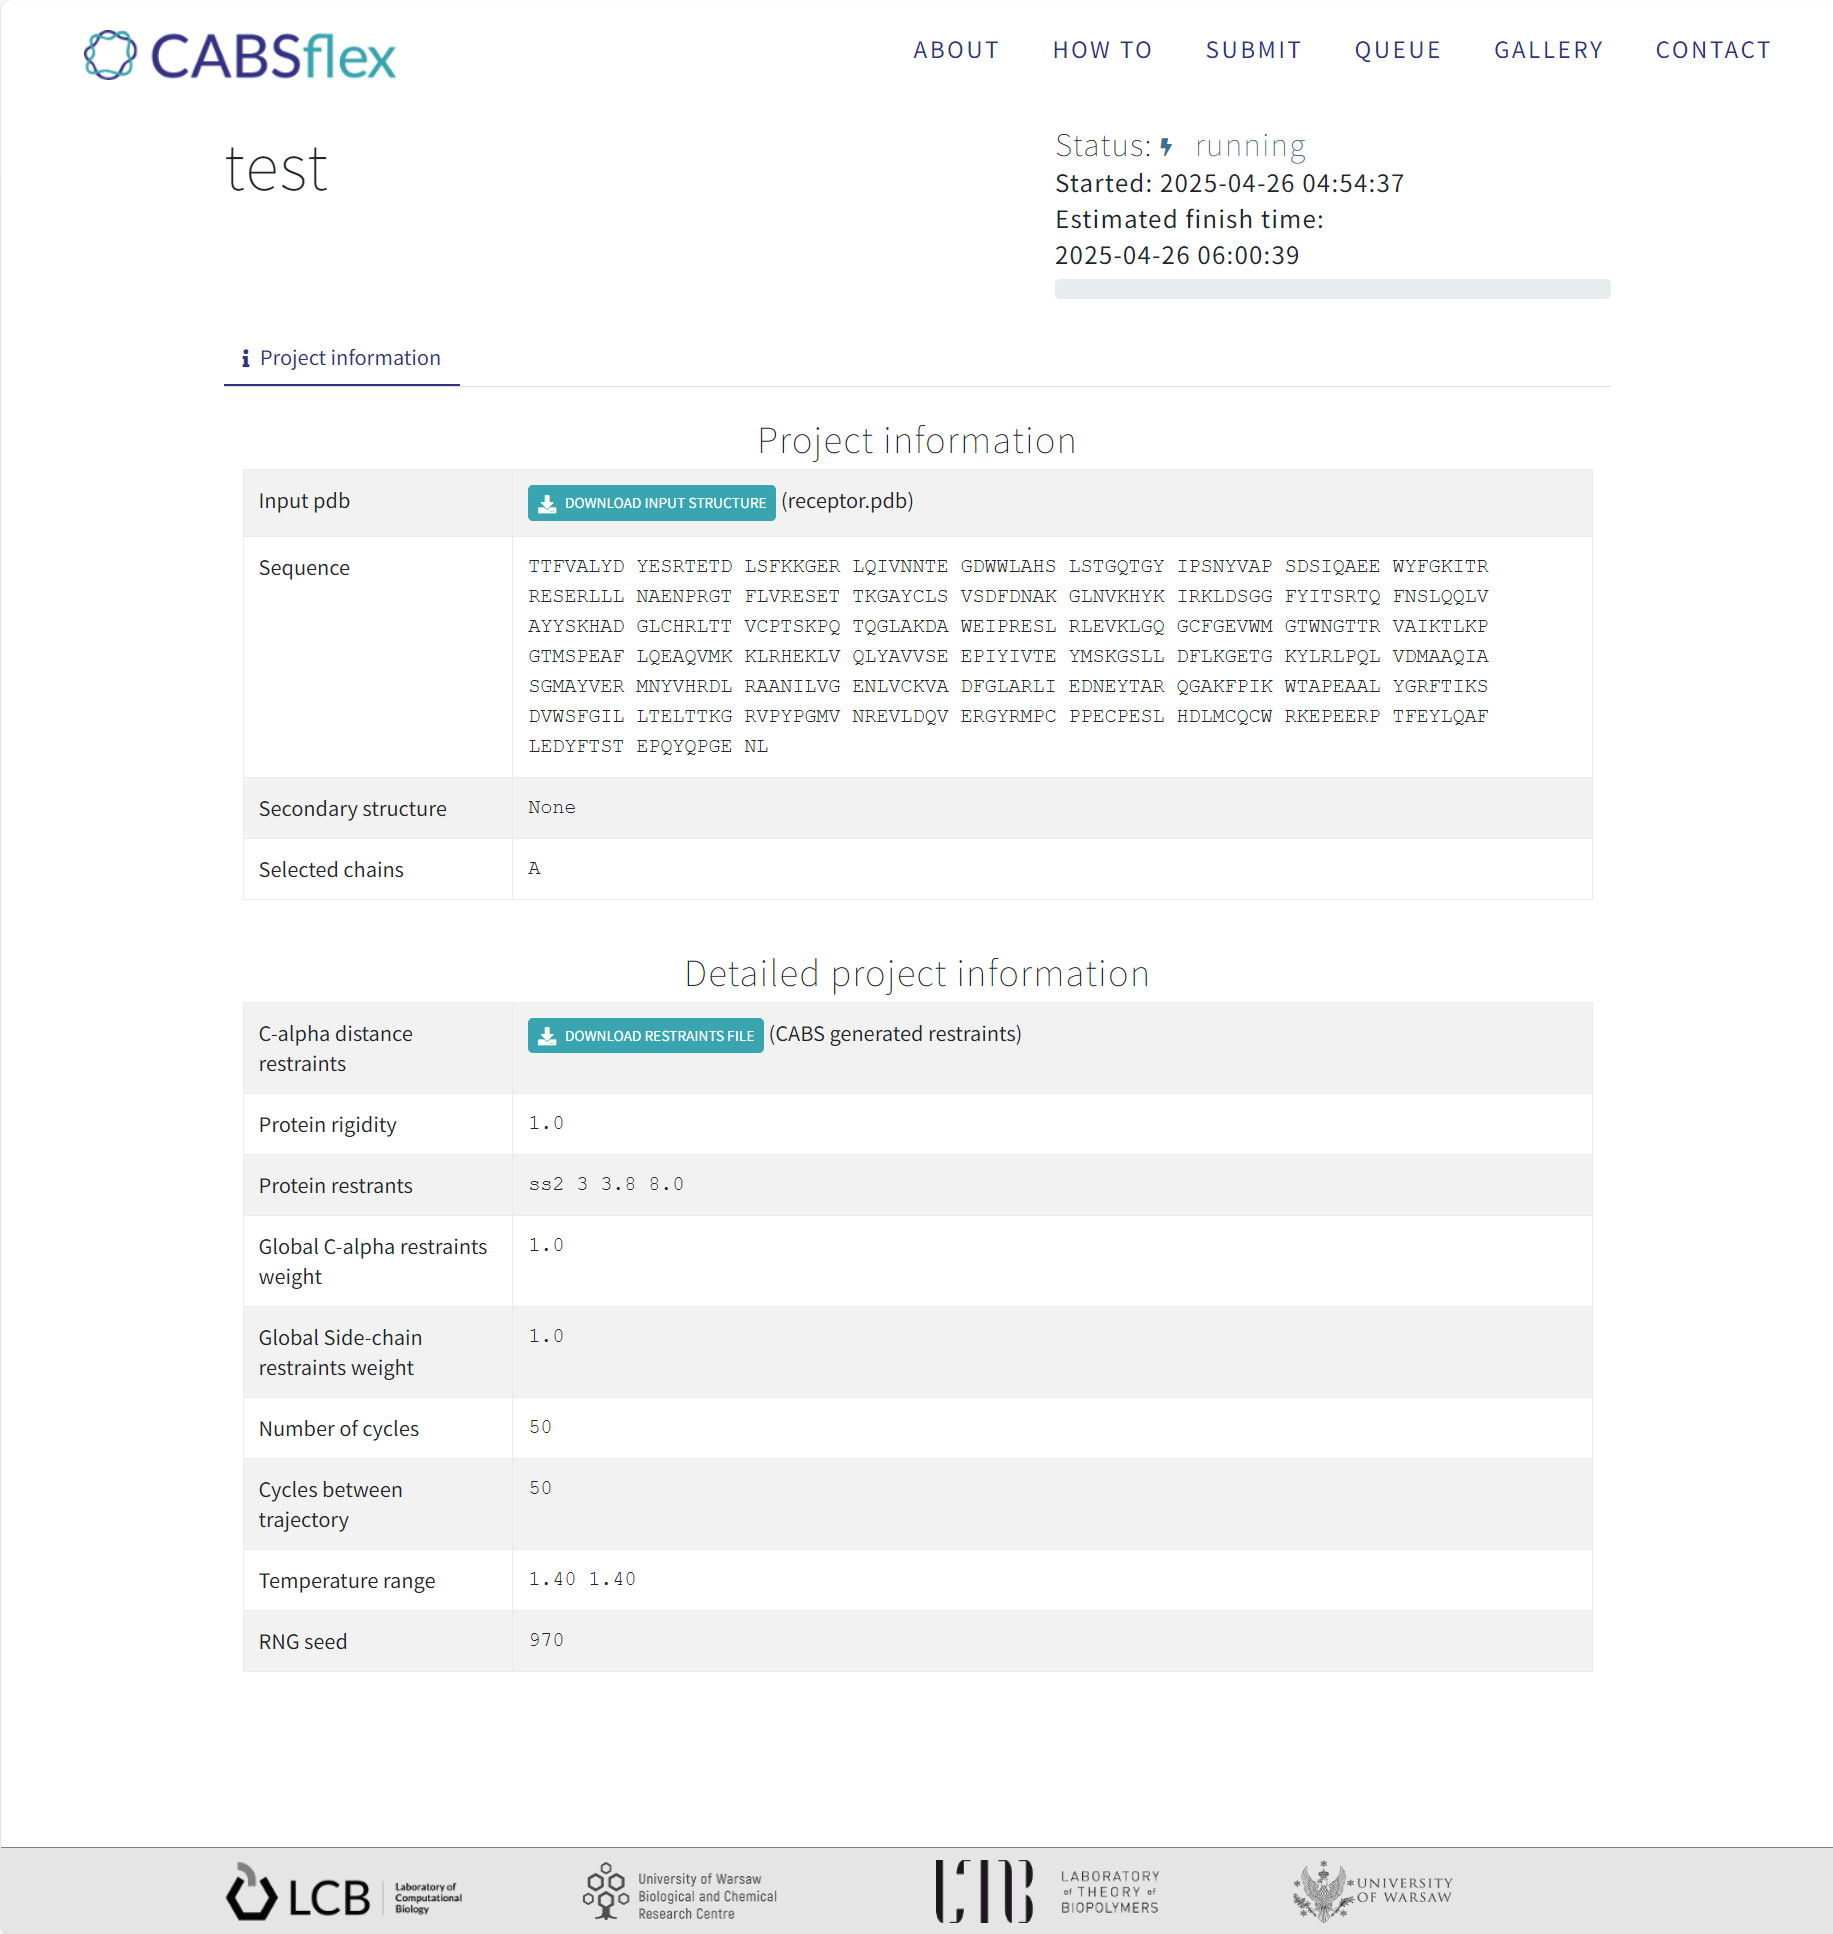 CABSflex
ABOUT HOW TO SUBMIT QUEUE GALLERY CONTACT
test
Status: running
Started: 2025-04-26 04:54:37
Estimated finish time:
2025-04-26 06:00:39
Project information
Project information
Input pdb DOWNLOAD INPUT STRUCTURE (receptor.pdb)
Sequence TTFVALYD YESRTETD LSFKKGER LQIVNNTE GDWWLAHS LSTGQTGY IPSNYVAP SDSIQAEE WYFGKITR
RESERLLL NAENPRGT FLVRESET TKGAYCLS VSDFDNAK GLNVKHYK IRKLDSGG FYITSRTQ FNSLQQLV
AYYSKHAD GLCHRLTT VCPTSKPQ TQGLAKDA WEIPRESL RLEVKLGQ GCFGEVWM GTWNGTTR VAIKTLKP
GTMSPEAF LQEAQVMK KLRHEKLV QLYAVVSE EPIYIVTE YMSKGSLL DFLKGETG KYLRLPQL VDMAAQIA
SGMAYVER MNYVHRDL RAANILVG ENLVCKVA DFGLARLI EDNEYTAR QGAKFPIK WTAPEAAL YGRFTIKS
DVWSFGIL LTELTTKG RVPYPGMV NREVLDQV ERGYRMPC PPECPESL HDLMCQCW RKEPEERP TFEYLQAF
LEDYFTST EPQYQPGE NL
Secondary structure None
Selected chains A
Detailed project information
C-alpha distance DOWNLOAD RESTRAINTS FILE (CABS generated restraints)
restraints
Protein rigidity 1.0
Protein restrants ss2 3 3.8 8.0
Global C-alpha restraints 1.0
weight
Global Side-chain 1.0
restraints weight
Number of cycles 50
Cycles between 50
trajectory
Temperature range 1.40 1.40
RNG seed 970
LCB Laboratory of
Computational
Biology
University of Warsaw
Biological and Chemical
Research Centre
LTB LABORATORY
of THEORY of
BIOPOLYMERS
UNIVERSITY
OF WARSAW